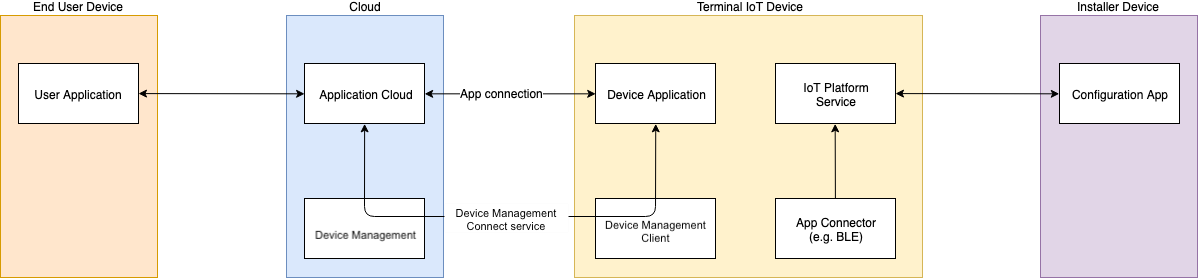 End User Device
Cloud
Terminal IoT Device
Installer Device
User Application
Application Cloud
App connection
Device Application
IoT Platform
Service
Configuration App
Device Management
Device Management
Connect service
Device Management
Client
App Connector
(e.g. BLE)